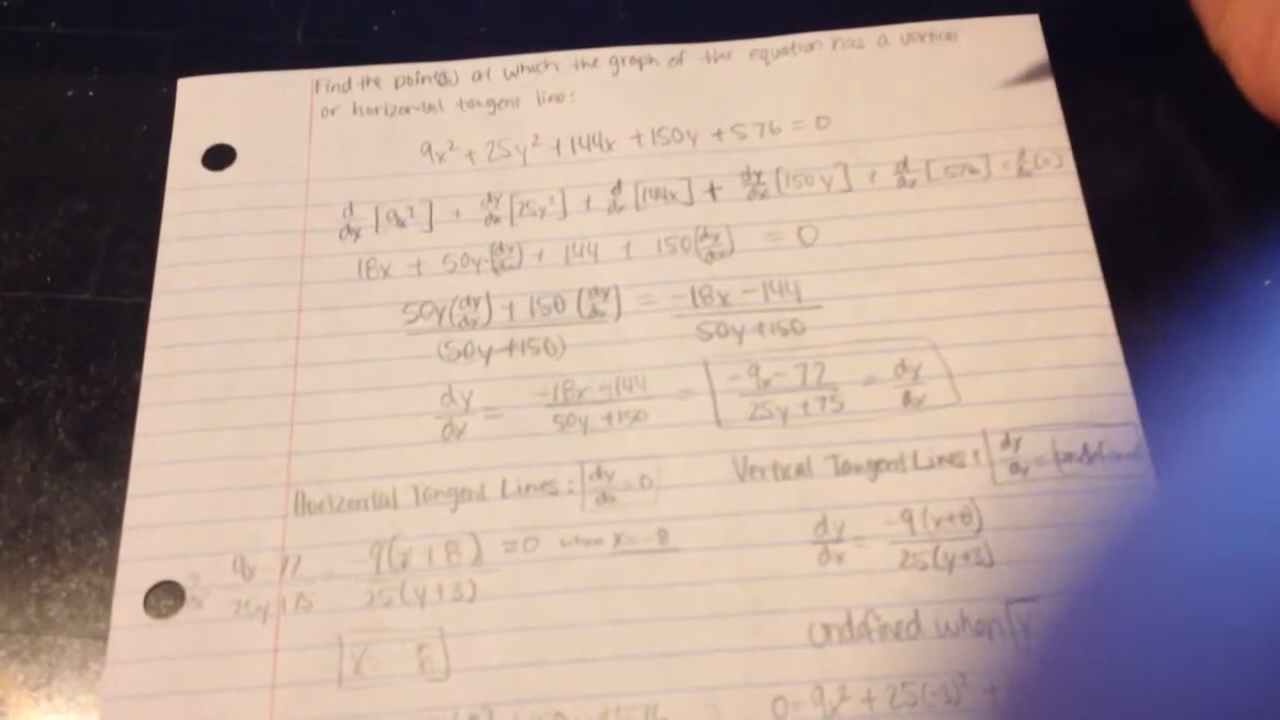 Find the point(s) at which the graph of the equation has a vertical
or horizontal tangent line:
9x² + 25y² + 144x + 150y + 576 = 0
d/dx [9x²] + dy/dx [25y²] + d/dx [144x] + dy/dx [150y] + d/dx [576] = d/dx (0)
18x + 50y·(dy/dx) + 144 + 150(dy/dx) = 0
50y(dy/dx) + 150(dy/dx) / (50y+150) = -18x-144 / 50y+150
dy/dx = -18x-144 / 50y+150 = -9x-72 / 25y+75 = dy/dx
Horizontal Tangent Lines: dy/dx = 0
-9(x+8) / 25(y+3) = 0 when x = -8
Vertical Tangent Lines: dy/dx = undefined
dy/dx = -9(x+8) / 25(y+3)
undefined when
0 = 9x² + 25(-3)² +